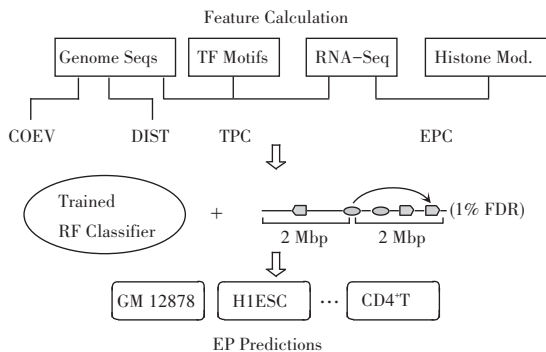 Feature Calculation
Genome Seqs TF Motifs RNA-Seq Histone Mod.
COEV DIST TPC EPC
Trained
RF Classifier
+
(1% FDR)
2 Mbp 2 Mbp
GM 12878 H1ESC … CD4⁺T
EP Predictions